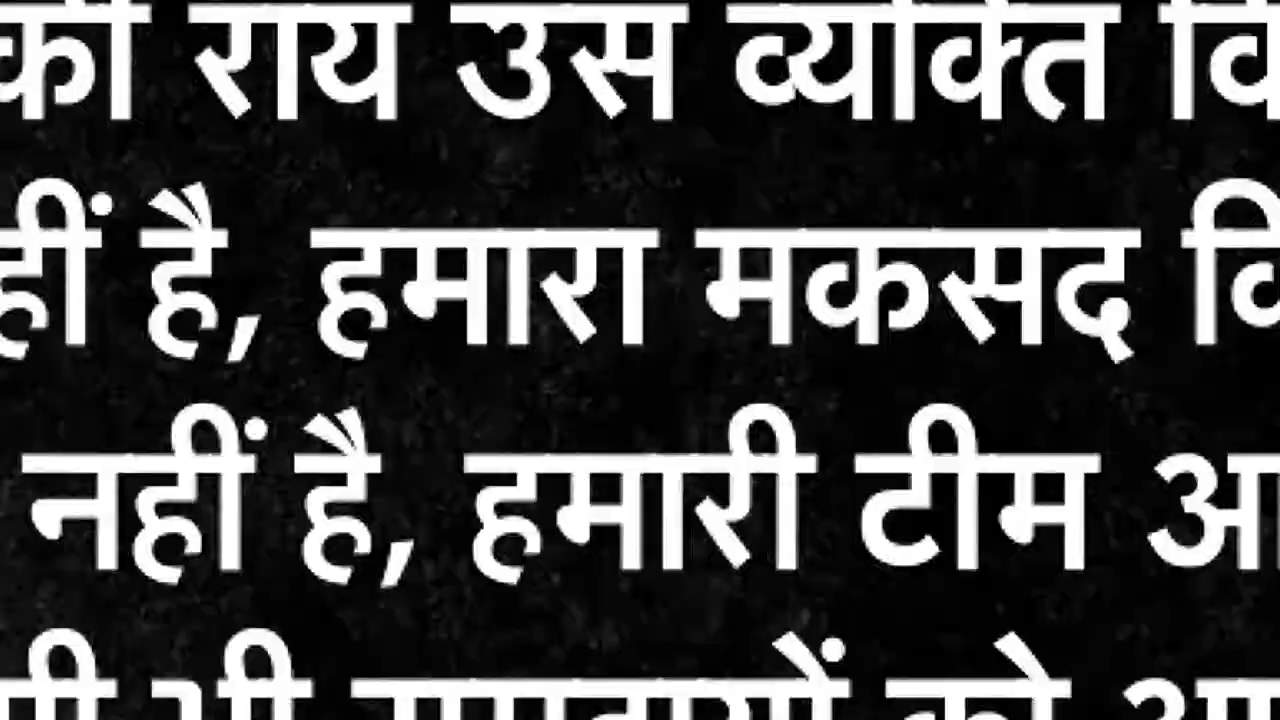 की राय उस व्यक्ति वि
हीं है, हमारा मकसद कि
नहीं है, हमारी टीम आ
भी को